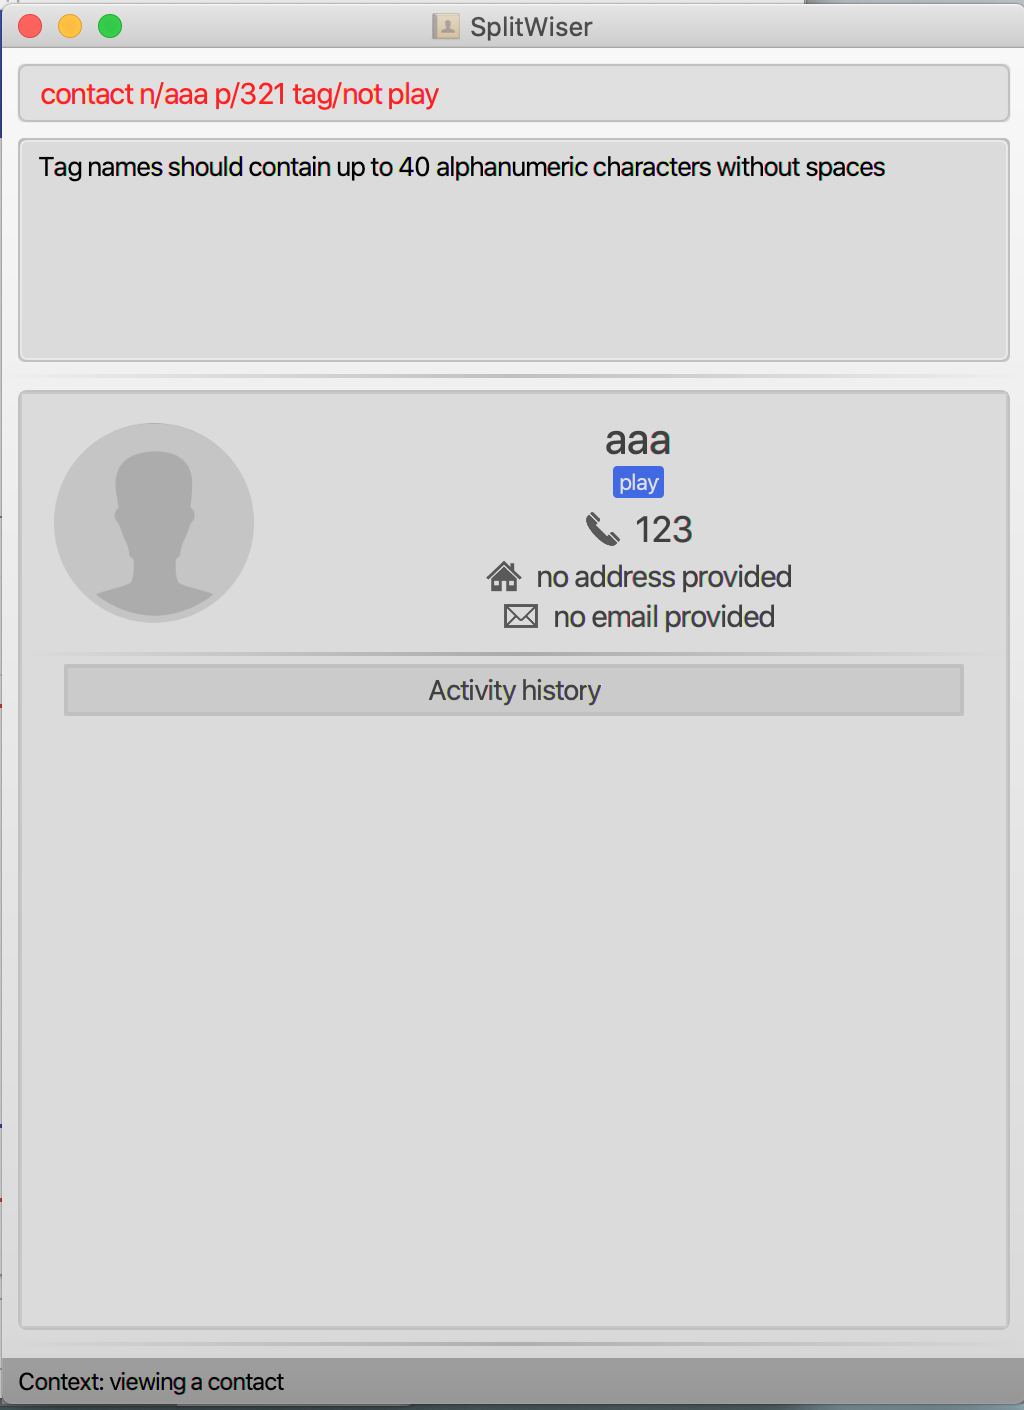 SplitWiser
contact n/aaa p/321 tag/not play
Tag names should contain up to 40 alphanumeric characters without spaces
aaa
play
123
no address provided
no email provided
Activity history
Context: viewing a contact